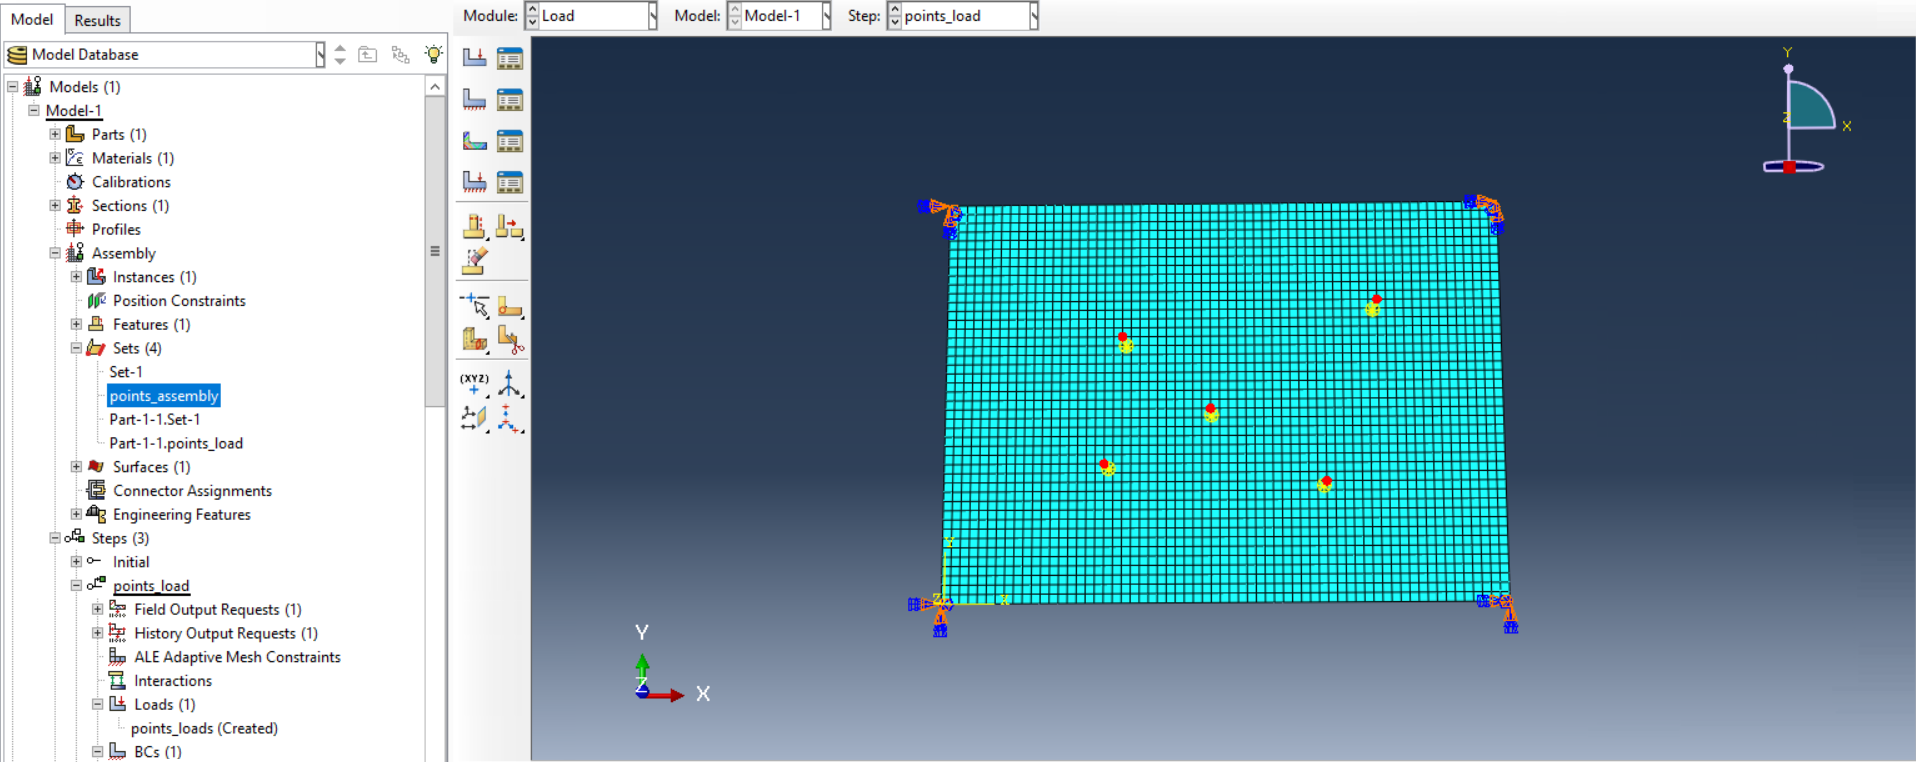 Model Results
Module: Load Model: Model-1 Step: points_load
Model Database
Models (1)
Model-1
Parts (1)
Materials (1)
Calibrations
Sections (1)
Profiles
Assembly
Instances (1)
Position Constraints
Features (1)
Sets (4)
Set-1
points_assembly
Part-1-1.Set-1
Part-1-1.points_load
Surfaces (1)
Connector Assignments
Engineering Features
Steps (3)
Initial
points_load
Field Output Requests (1)
History Output Requests (1)
ALE Adaptive Mesh Constraints
Interactions
Loads (1)
points_loads (Created)
BCs (1)
(XYZ)
Y
Z
X
Y
Z
X
Y
Z
X